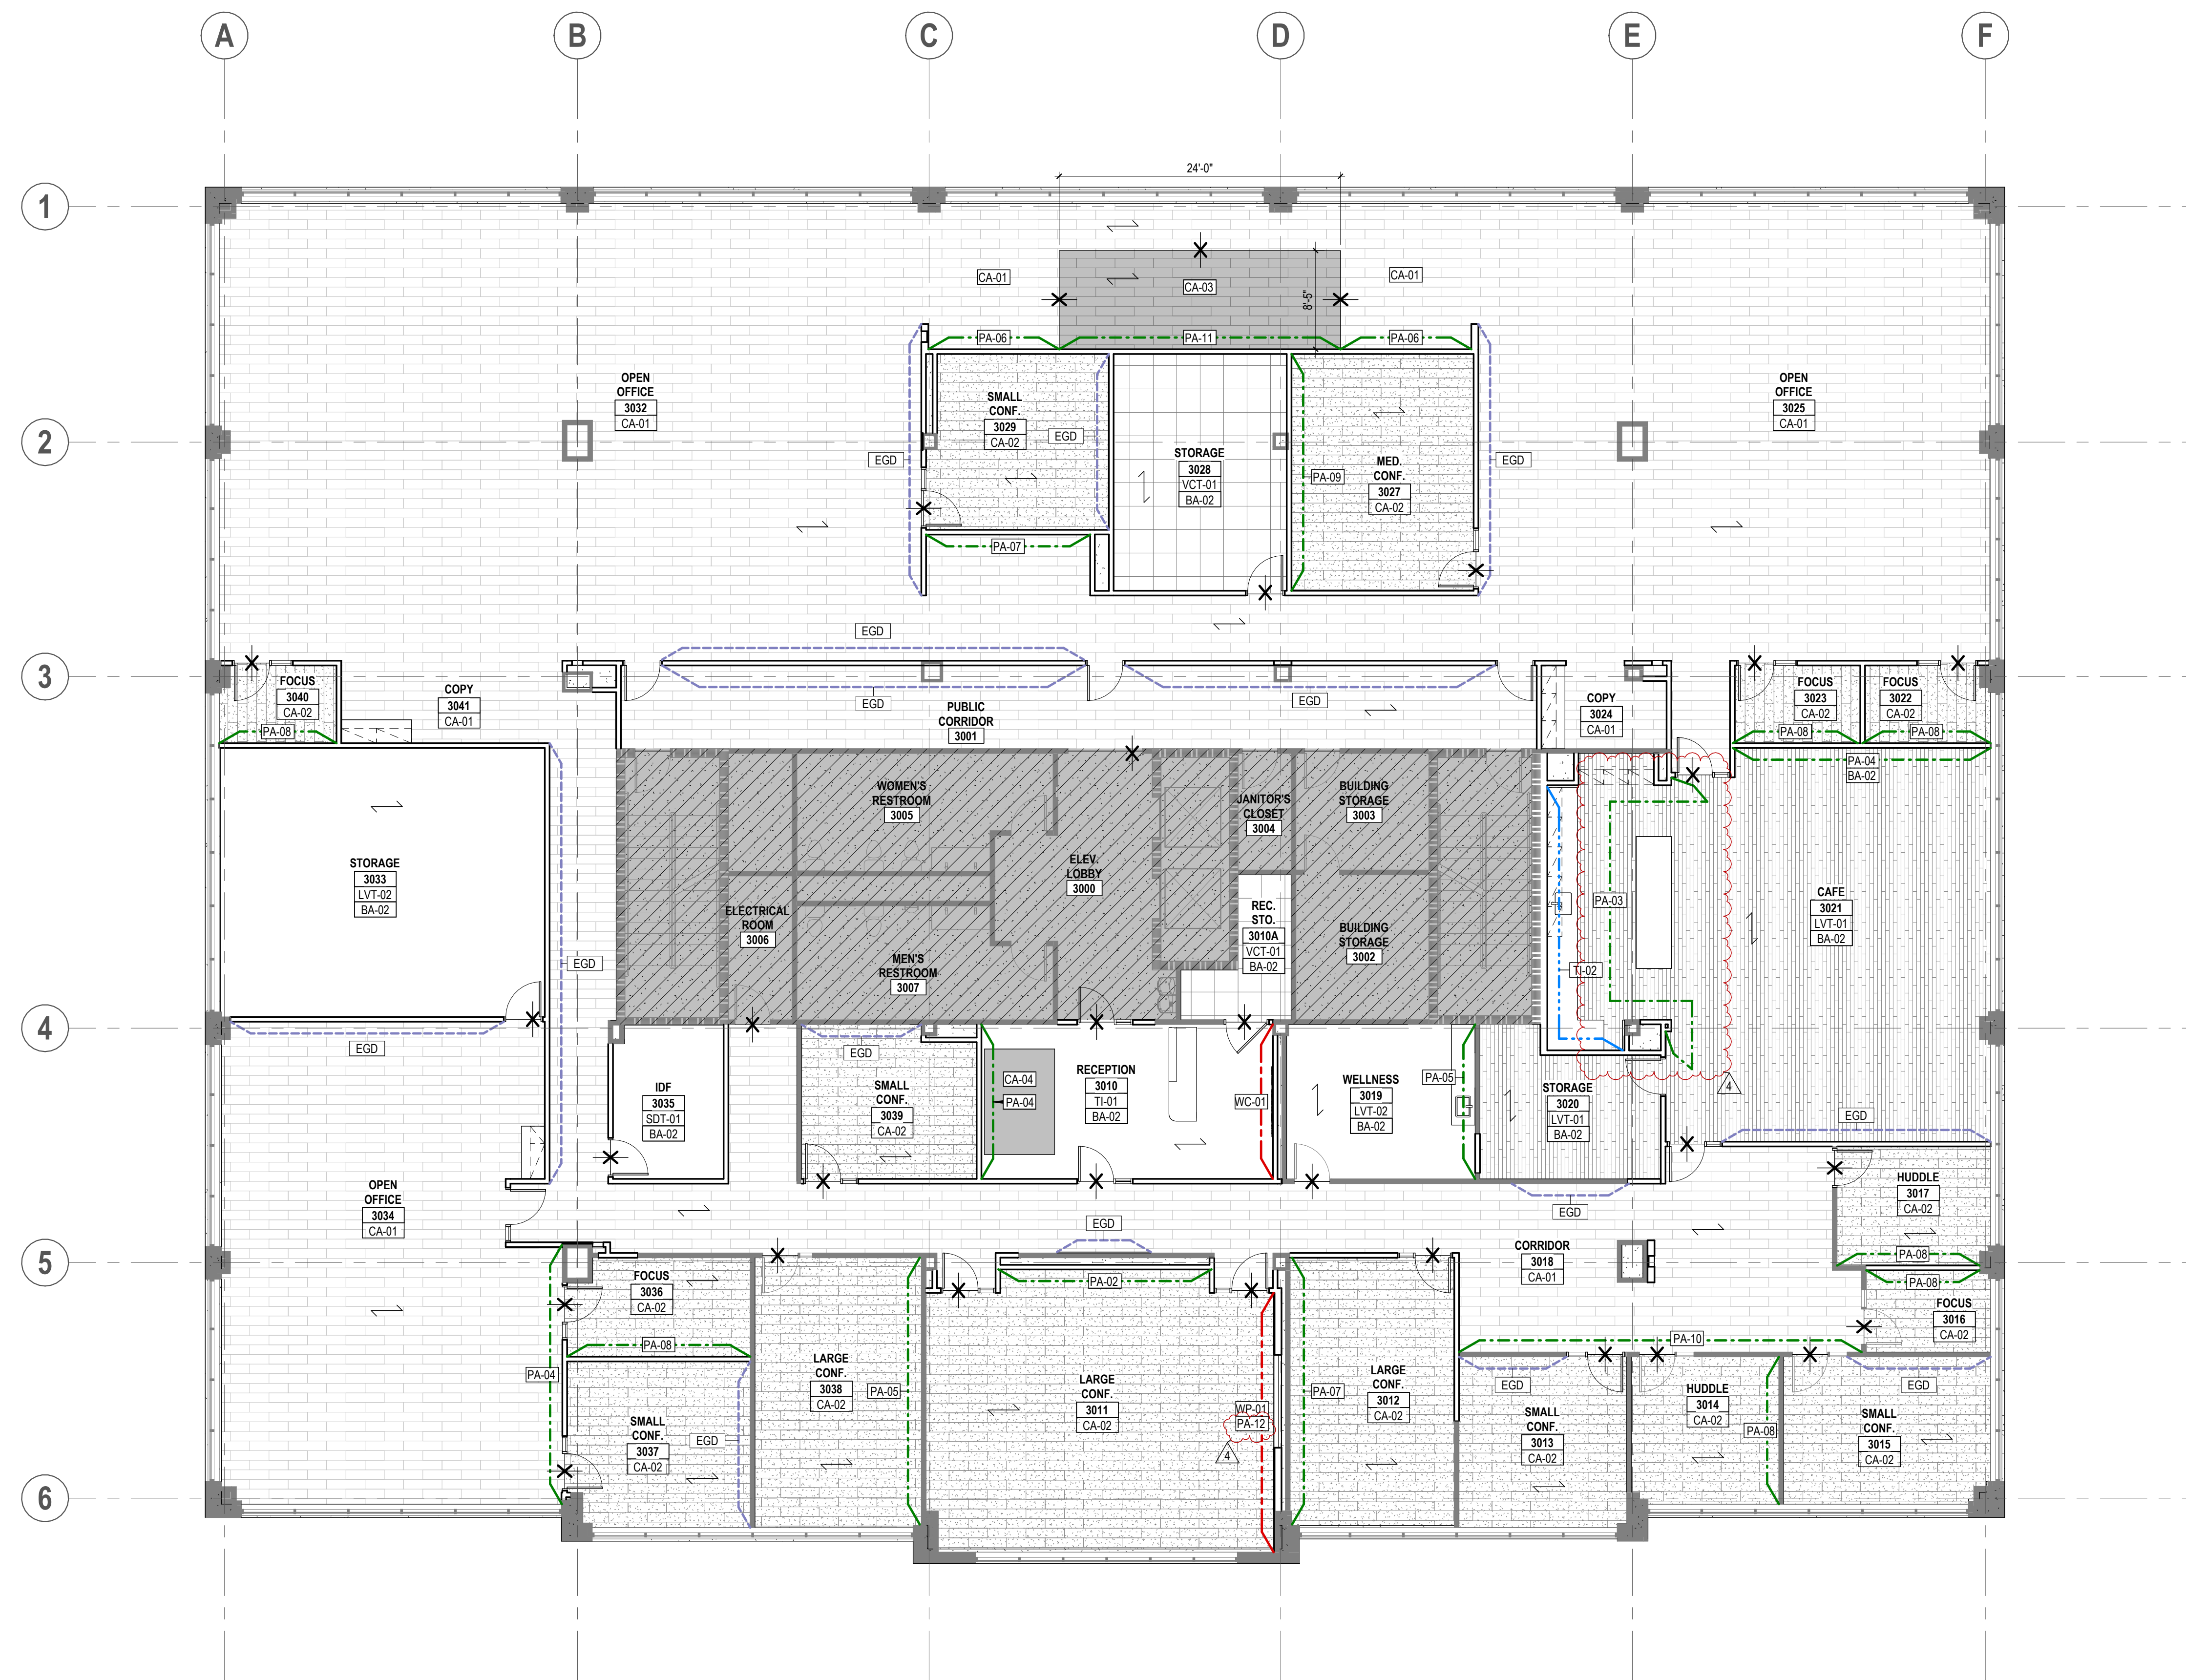 A
B
C
D
E
F
1
2
3
4
5
6
24'-0"
8'-5"
CA-01
CA-03
CA-01
PA-06
PA-11
PA-06
OPEN
OFFICE
3032
CA-01
SMALL
CONF.
3029
CA-02
EGD
EGD
STORAGE
3028
VCT-01
BA-02
PA-09
MED.
CONF.
3027
CA-02
EGD
OPEN
OFFICE
3025
CA-01
PA-07
EGD
EGD
EGD
FOCUS
3040
CA-02
PA-08
COPY
3041
CA-01
PUBLIC
CORRIDOR
3001
COPY
3024
CA-01
FOCUS
3023
CA-02
PA-08
FOCUS
3022
CA-02
PA-08
PA-04
BA-02
STORAGE
3033
LVT-02
BA-02
EGD
EGD
WOMEN'S
RESTROOM
3005
ELECTRICAL
ROOM
3006
MEN'S
RESTROOM
3007
ELEV.
LOBBY
3000
JANITOR'S
CLOSET
3004
BUILDING
STORAGE
3003
REC.
STO.
3010A
VCT-01
BA-02
BUILDING
STORAGE
3002
PA-03
TI-02
CAFE
3021
LVT-01
BA-02
4
IDF
3035
SDT-01
BA-02
EGD
SMALL
CONF.
3039
CA-02
CA-04
PA-04
RECEPTION
3010
TI-01
BA-02
WC-01
WELLNESS
3019
LVT-02
BA-02
PA-05
STORAGE
3020
LVT-01
BA-02
EGD
EGD
OPEN
OFFICE
3034
CA-01
EGD
CORRIDOR
3018
CA-01
HUDDLE
3017
CA-02
PA-08
PA-08
FOCUS
3016
CA-02
PA-04
FOCUS
3036
CA-02
PA-08
SMALL
CONF.
3037
CA-02
EGD
LARGE
CONF.
3038
CA-02
PA-05
PA-02
LARGE
CONF.
3011
CA-02
WP-01
PA-12
4
PA-07
LARGE
CONF.
3012
CA-02
PA-10
EGD
SMALL
CONF.
3013
CA-02
HUDDLE
3014
CA-02
PA-08
EGD
SMALL
CONF.
3015
CA-02